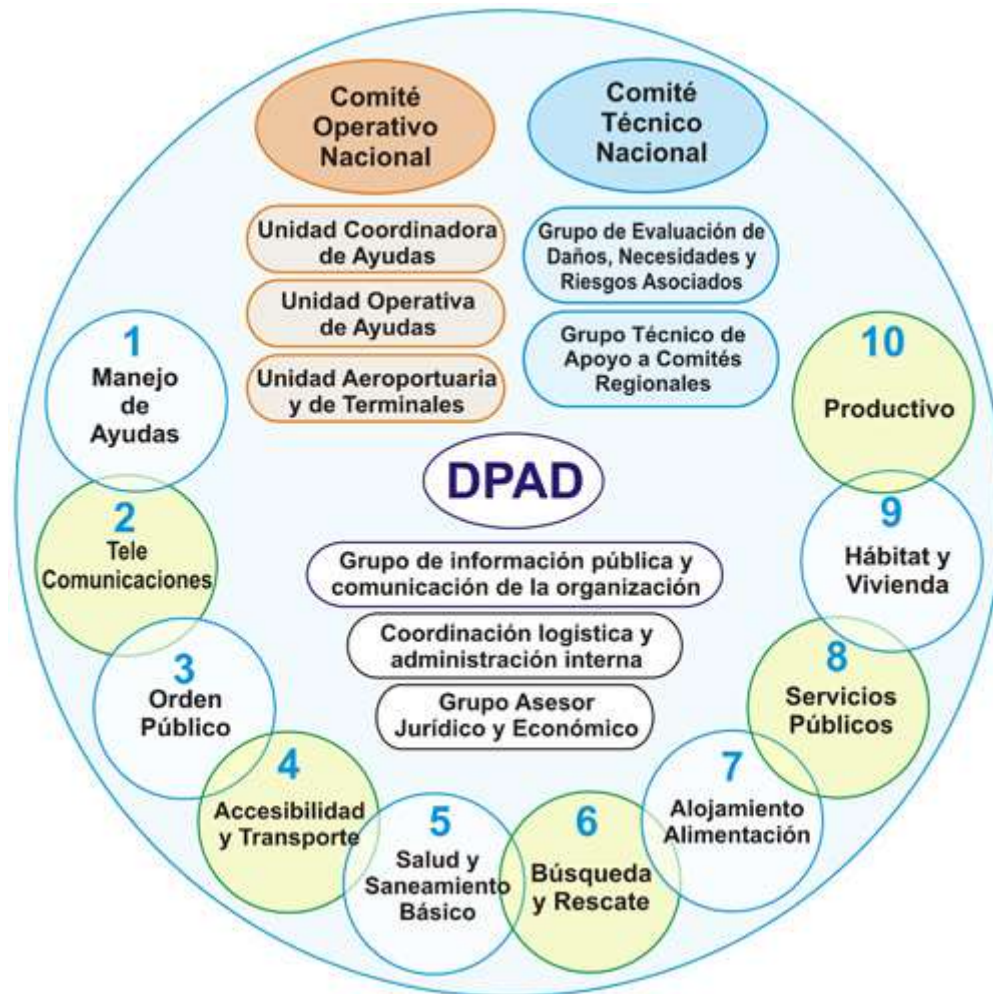 Comité
Operativo
Nacional
Comité
Técnico
Nacional
Unidad Coordinadora
de Ayudas
Unidad Operativa
de Ayudas
Unidad Aeroportuaria
y de Terminales
Grupo de Evaluación de
Daños, Necesidades y
Riesgos Asociados
Grupo Técnico de
Apoyo a Comités
Regionales
DPAD
Grupo de información pública y
comunicación de la organización
Coordinación logística y
administración interna
Grupo Asesor
Jurídico y Económico
1
Manejo
de
Ayudas
2
Tele
Comunicaciones
3
Orden
Público
4
Accesibilidad
y Transporte
5
Salud y
Saneamiento
Básico
6
Búsqueda
y Rescate
7
Alojamiento
Alimentación
8
Servicios
Públicos
9
Hábitat y
Vivienda
10
Productivo